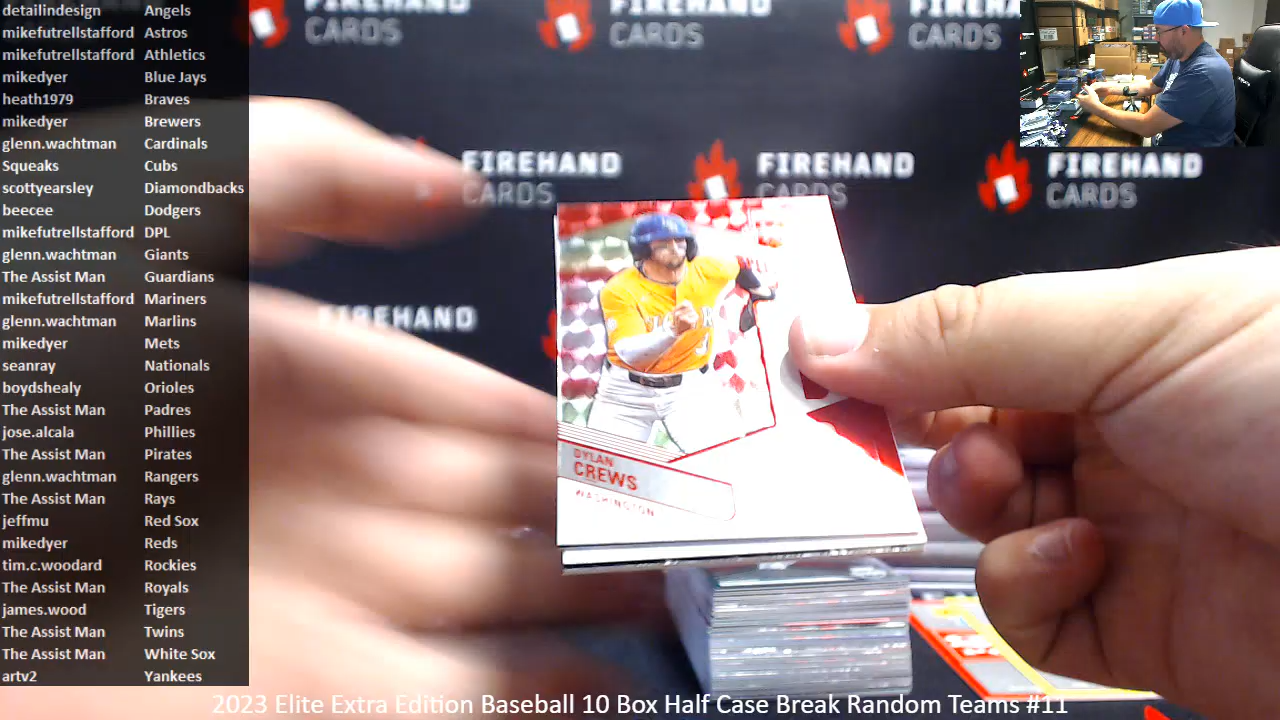 detailindesign Angels
mikefutrellstafford Astros
mikefutrellstafford Athletics
mikedyer Blue Jays
heath1979 Braves
mikedyer Brewers
glenn.wachtman Cardinals
Squeaks Cubs
scottyearsley Diamondbacks
beecee Dodgers
mikefutrellstafford DPL
glenn.wachtman Giants
The Assist Man Guardians
mikefutrellstafford Mariners
glenn.wachtman Marlins
mikedyer Mets
seanray Nationals
boydshealy Orioles
The Assist Man Padres
jose.alcala Phillies
The Assist Man Pirates
glenn.wachtman Rangers
The Assist Man Rays
jeffmu Red Sox
mikedyer Reds
tim.c.woodard Rockies
The Assist Man Royals
james.wood Tigers
The Assist Man Twins
The Assist Man White Sox
artv2 Yankees
FIREHAND
CARDS
FIREHAND
CARDS
FIREHAND
CARDS
FIREHAND
CARDS
FIREHAND
CARDS
FIREHAND
CARDS
FIREHAND
DYLAN
CREWS
WASHINGTON
2023 Elite Extra Edition Baseball 10 Box Half Case Break Random Teams #11